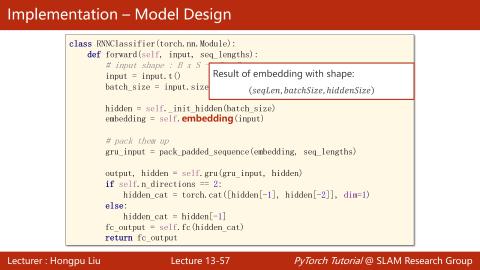 Implementation – Model Design
class RNNClassifier(torch.nn.Module):
def forward(self, input, seq_lengths):
# input shape : B x S
input = input.t()
batch_size = input.size
Result of embedding with shape:
(seqLen, batchSize, hiddenSize)
hidden = self._init_hidden(batch_size)
embedding = self.embedding(input)
# pack them up
gru_input = pack_padded_sequence(embedding, seq_lengths)
output, hidden = self.gru(gru_input, hidden)
if self.n_directions == 2:
hidden_cat = torch.cat([hidden[-1], hidden[-2]], dim=1)
else:
hidden_cat = hidden[-1]
fc_output = self.fc(hidden_cat)
return fc_output
Lecturer : Hongpu Liu
Lecture 13-57
PyTorch Tutorial @ SLAM Research Group